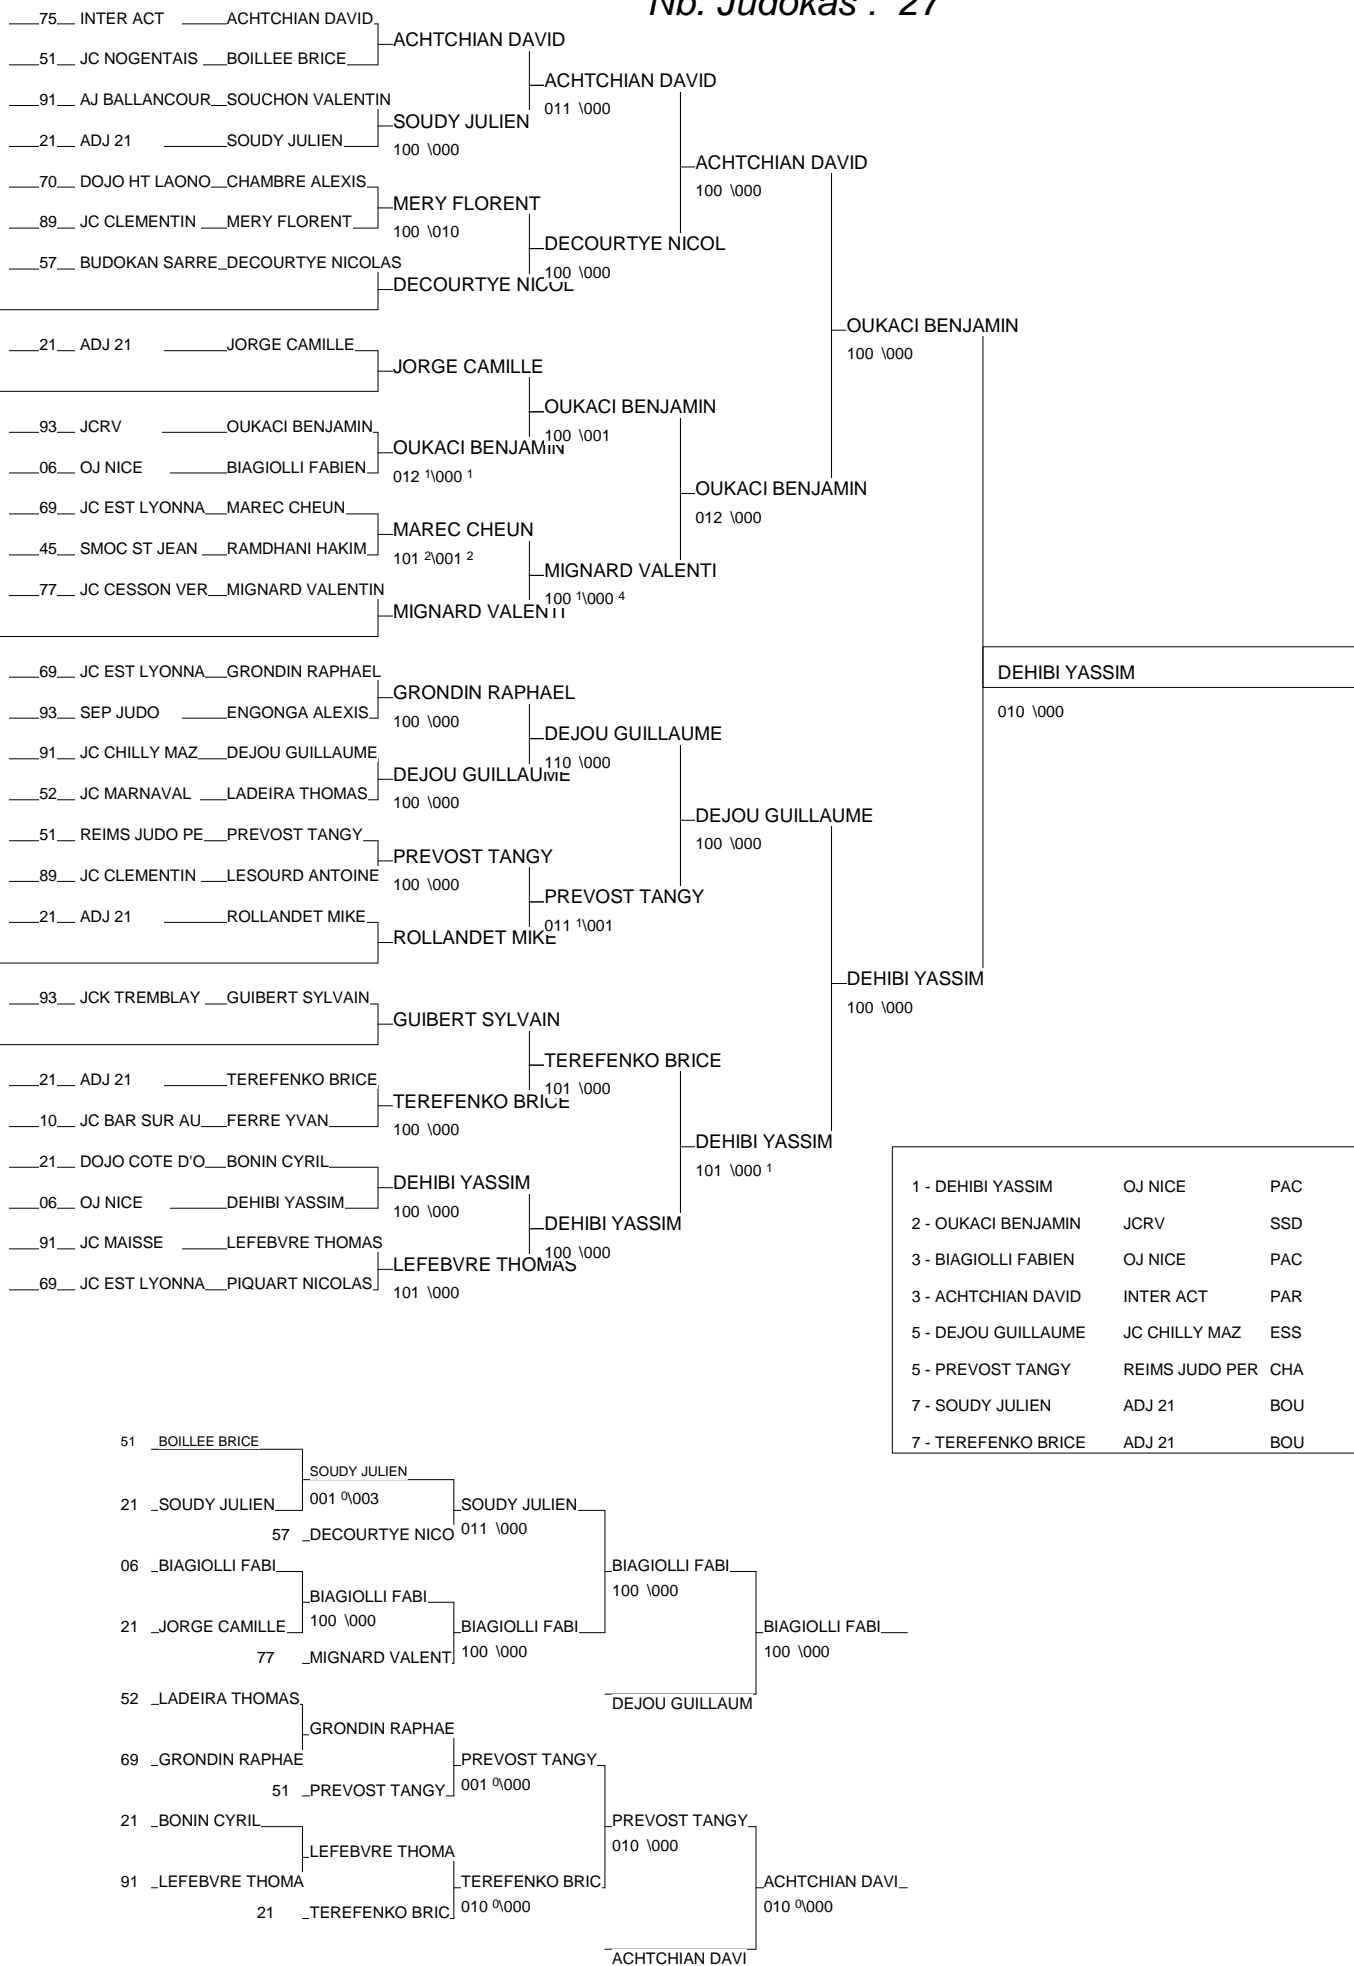 Nb. Judokas : 27
75 INTER ACT ACHTCHIAN DAVID
ACHTCHIAN DAVID
51 JC NOGENTAIS BOILLEE BRICE
ACHTCHIAN DAVID
011 \000
91 AJ BALLANCOUR SOUCHON VALENTIN
SOUDY JULIEN
100 \000
21 ADJ 21 SOUDY JULIEN
ACHTCHIAN DAVID
100 \000
70 DOJO HT LAONO CHAMBRE ALEXIS
MERY FLORENT
100 \010
89 JC CLEMENTIN MERY FLORENT
DECOURTYE NICOL
100 \000
57 BUDOKAN SARRE DECOURTYE NICOLAS
DECOURTYE NICOL
OUKACI BENJAMIN
100 \000
21 ADJ 21 JORGE CAMILLE
JORGE CAMILLE
OUKACI BENJAMIN
100 \001
93 JCRV OUKACI BENJAMIN
OUKACI BENJAMIN
012 1\000 1
06 OJ NICE BIAGIOLLI FABIEN
OUKACI BENJAMIN
012 \000
69 JC EST LYONNA MAREC CHEUN
MAREC CHEUN
101 2\001 2
45 SMOC ST JEAN RAMDHANI HAKIM
MIGNARD VALENTI
100 1\000 4
77 JC CESSON VER MIGNARD VALENTIN
MIGNARD VALENTI
DEHIBI YASSIM
010 \000
69 JC EST LYONNA GRONDIN RAPHAEL
GRONDIN RAPHAEL
100 \000
93 SEP JUDO ENGONGA ALEXIS
DEJOU GUILLAUME
110 \000
91 JC CHILLY MAZ DEJOU GUILLAUME
DEJOU GUILLAUME
100 \000
52 JC MARNAVAL LADEIRA THOMAS
DEJOU GUILLAUME
100 \000
51 REIMS JUDO PE PREVOST TANGY
PREVOST TANGY
100 \000
89 JC CLEMENTIN LESOURD ANTOINE
PREVOST TANGY
011 1\001
21 ADJ 21 ROLLANDET MIKE
ROLLANDET MIKE
DEHIBI YASSIM
100 \000
93 JCK TREMBLAY GUIBERT SYLVAIN
GUIBERT SYLVAIN
TEREFENKO BRICE
101 \000
21 ADJ 21 TEREFENKO BRICE
TEREFENKO BRICE
100 \000
10 JC BAR SUR AU FERRE YVAN
DEHIBI YASSIM
101 \000 1
21 DOJO COTE D'O BONIN CYRIL
DEHIBI YASSIM
100 \000
06 OJ NICE DEHIBI YASSIM
DEHIBI YASSIM
100 \000
91 JC MAISSE LEFEBVRE THOMAS
LEFEBVRE THOMAS
101 \000
69 JC EST LYONNA PIQUART NICOLAS
1 - DEHIBI YASSIM OJ NICE PAC
2 - OUKACI BENJAMIN JCRV SSD
3 - BIAGIOLLI FABIEN OJ NICE PAC
3 - ACHTCHIAN DAVID INTER ACT PAR
5 - DEJOU GUILLAUME JC CHILLY MAZ ESS
5 - PREVOST TANGY REIMS JUDO PER CHA
7 - SOUDY JULIEN ADJ 21 BOU
7 - TEREFENKO BRICE ADJ 21 BOU
51 BOILLEE BRICE
SOUDY JULIEN
001 0\003
21 SOUDY JULIEN
SOUDY JULIEN
011 \000
57 DECOURTYE NICO
06 BIAGIOLLI FABI
BIAGIOLLI FABI
100 \000
BIAGIOLLI FABI
100 \000
21 JORGE CAMILLE
BIAGIOLLI FABI
100 \000
BIAGIOLLI FABI
100 \000
77 MIGNARD VALENT
52 LADEIRA THOMAS
DEJOU GUILLAUM
GRONDIN RAPHAE
69 GRONDIN RAPHAE
PREVOST TANGY
001 0\000
51 PREVOST TANGY
21 BONIN CYRIL
PREVOST TANGY
010 \000
LEFEBVRE THOMA
91 LEFEBVRE THOMA
TEREFENKO BRIC
010 0\000
ACHTCHIAN DAVI
010 0\000
21 TEREFENKO BRIC
ACHTCHIAN DAVI